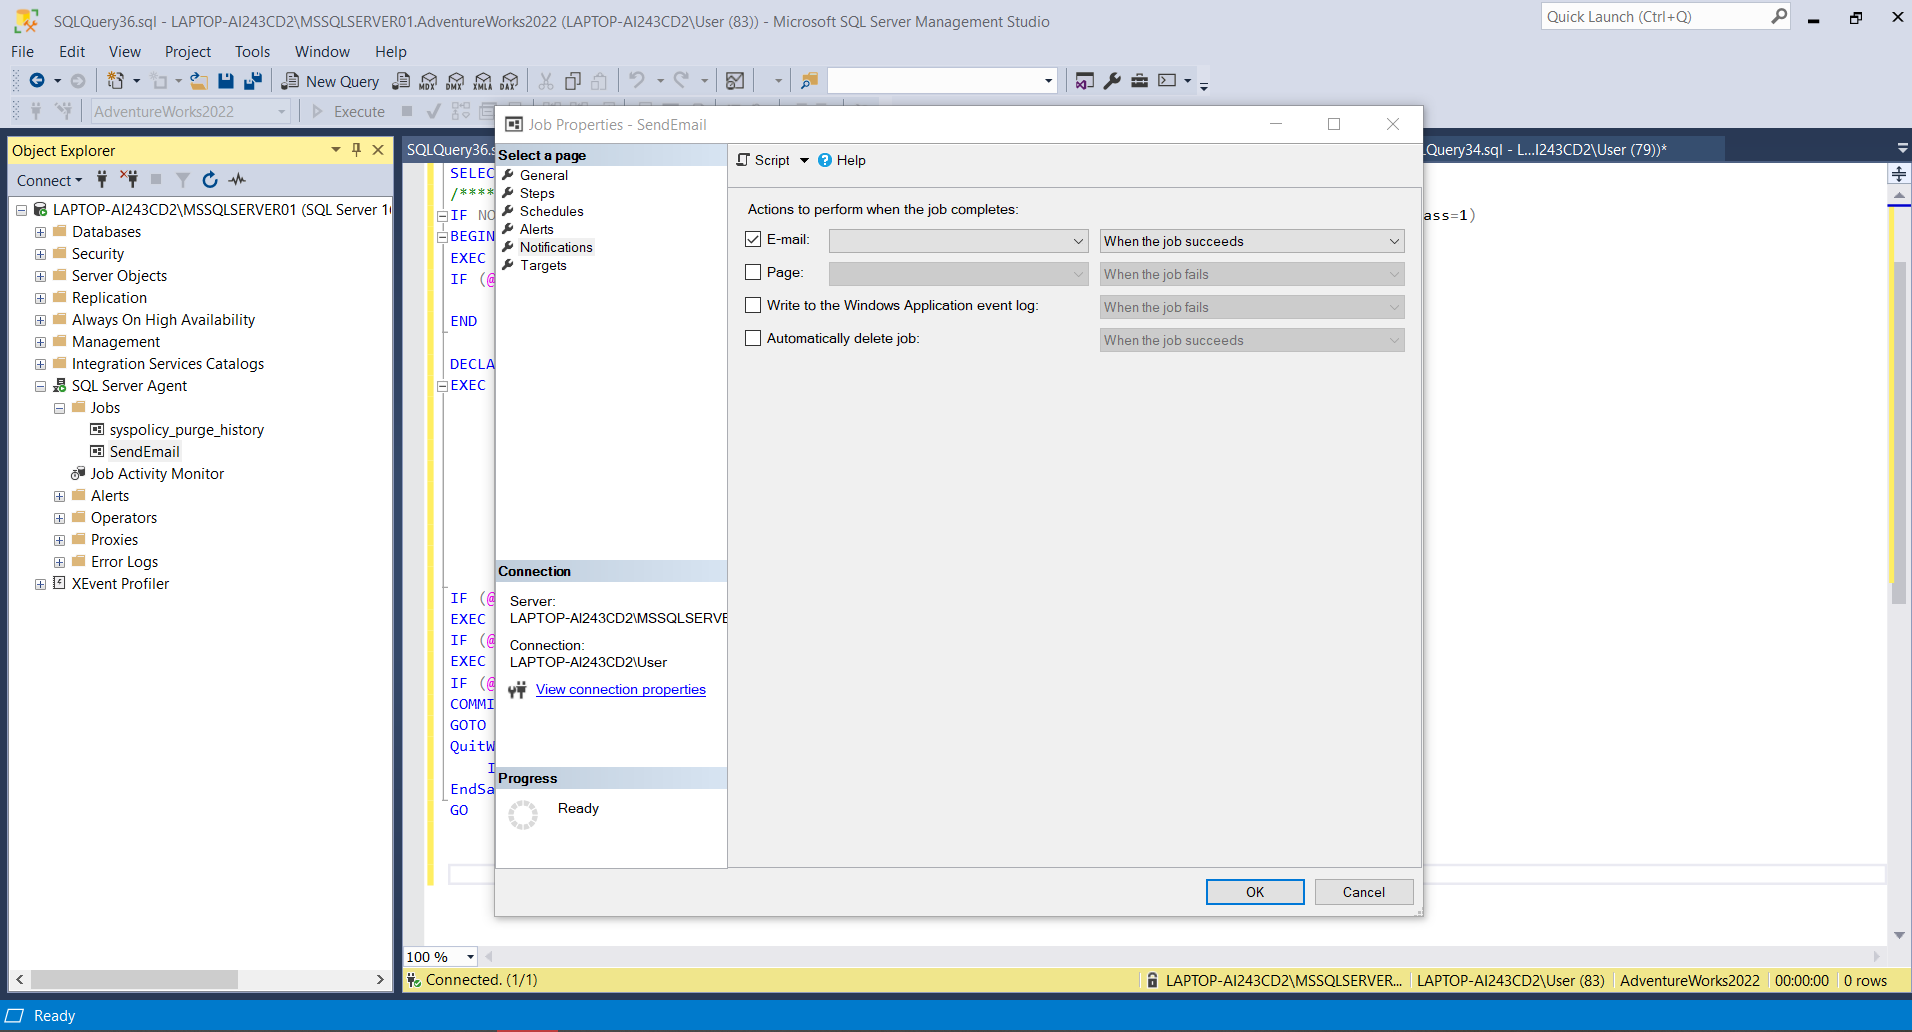 SQLQuery36.sql - LAPTOP-AI243CD2\MSSQLSERVER01.AdventureWorks2022 (LAPTOP-AI243CD2\User (83)) - Microsoft SQL Server Management Studio
Quick Launch (Ctrl+Q)
File Edit View Project Tools Window Help
New Query MDX DMX XMLA DAX
AdventureWorks2022 Execute
Object Explorer
Connect
LAPTOP-AI243CD2\MSSQLSERVER01 (SQL Server 1
Databases
Security
Server Objects
Replication
Always On High Availability
Management
Integration Services Catalogs
SQL Server Agent
Jobs
syspolicy_purge_history
SendEmail
Job Activity Monitor
Alerts
Operators
Proxies
Error Logs
XEvent Profiler
SQLQuery36.s
LQuery34.sql - L...I243CD2\User (79))*
SELEC
/****
IF NO
ass=1)
BEGIN
EXEC
IF (@
END
DECLA
EXEC
IF (@
EXEC
IF (@
EXEC
IF (@
COMMI
GOTO
QuitW
I
EndSa
GO
Job Properties - SendEmail
Select a page
General
Steps
Schedules
Alerts
Notifications
Targets
Connection
Server:
LAPTOP-AI243CD2\MSSQLSERVE
Connection:
LAPTOP-AI243CD2\User
View connection properties
Progress
Ready
Script Help
Actions to perform when the job completes:
E-mail: When the job succeeds
Page: When the job fails
Write to the Windows Application event log: When the job fails
Automatically delete job: When the job succeeds
OK Cancel
100 %
Connected. (1/1)
LAPTOP-AI243CD2\MSSQLSERVER... LAPTOP-AI243CD2\User (83) AdventureWorks2022 00:00:00 0 rows
Ready